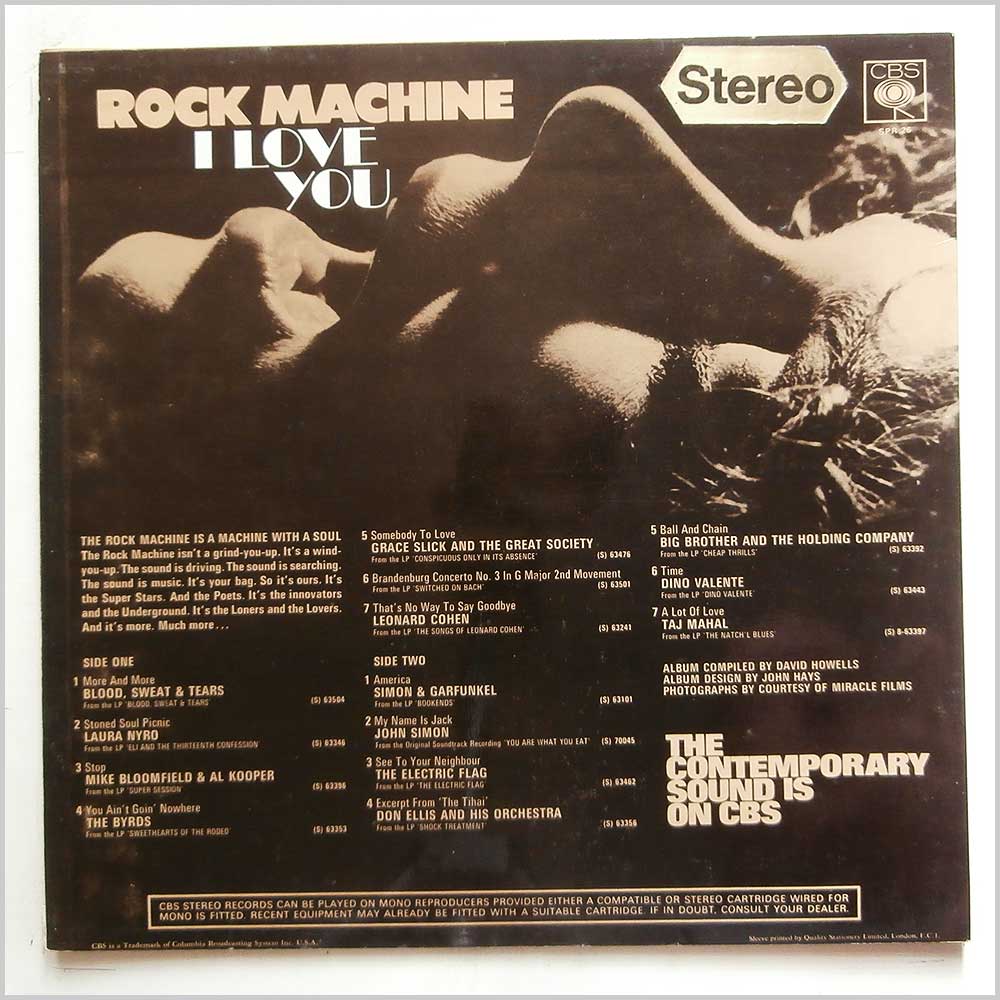 ROCK MACHINE
I LOVE
YOU
Stereo
CBS
SPR 26
THE ROCK MACHINE IS A MACHINE WITH A SOUL
The Rock Machine isn't a grind-you-up. It's a wind-
you-up. The sound is driving. The sound is searching.
The sound is music. It's your bag. So it's ours. It's
the Super Stars. And the Poets. It's the innovators
and the Underground. It's the Loners and the Lovers.
And it's more. Much more...
SIDE ONE
1 More And More
BLOOD, SWEAT & TEARS
From the LP 'BLOOD, SWEAT & TEARS' (S) 63504
2 Stoned Soul Picnic
LAURA NYRO
From the LP 'ELI AND THE THIRTEENTH CONFESSION' (S) 63346
3 Stop
MIKE BLOOMFIELD & AL KOOPER
From the LP 'SUPER SESSION' (S) 63396
4 You Ain't Goin' Nowhere
THE BYRDS
From the LP 'SWEETHEARTS OF THE RODEO' (S) 63353
5 Somebody To Love
GRACE SLICK AND THE GREAT SOCIETY
From the LP 'CONSPICUOUS ONLY IN ITS ABSENCE' (S) 63476
6 Brandenburg Concerto No. 3 In G Major 2nd Movement
From the LP 'SWITCHED ON BACH' (S) 63501
7 That's No Way To Say Goodbye
LEONARD COHEN
From the LP 'THE SONGS OF LEONARD COHEN' (S) 63241
SIDE TWO
1 America
SIMON & GARFUNKEL
From the LP 'BOOKENDS' (S) 63101
2 My Name Is Jack
JOHN SIMON
From the Original Soundtrack Recording 'YOU ARE WHAT YOU EAT' (S) 70045
3 See To Your Neighbour
THE ELECTRIC FLAG
From the LP 'THE ELECTRIC FLAG' (S) 63462
4 Excerpt From 'The Tihai'
DON ELLIS AND HIS ORCHESTRA
From the LP 'SHOCK TREATMENT' (S) 63356
5 Ball And Chain
BIG BROTHER AND THE HOLDING COMPANY
From the LP 'CHEAP THRILLS' (S) 63392
6 Time
DINO VALENTE
From the LP 'DINO VALENTE' (S) 63443
7 A Lot Of Love
TAJ MAHAL
From the LP 'THE NATCH'L BLUES' (S) 8-63397
ALBUM COMPILED BY DAVID HOWELLS
ALBUM DESIGN BY JOHN HAYS
PHOTOGRAPHS BY COURTESY OF MIRACLE FILMS
THE
CONTEMPORARY
SOUND IS
ON CBS
CBS STEREO RECORDS CAN BE PLAYED ON MONO REPRODUCERS PROVIDED EITHER A COMPATIBLE OR STEREO CARTRIDGE WIRED FOR
MONO IS FITTED. RECENT EQUIPMENT MAY ALREADY BE FITTED WITH A SUITABLE CARTRIDGE. IF IN DOUBT, CONSULT YOUR DEALER.
CBS is a Trademark of Columbia Broadcasting System Inc. U.S.A.
Sleeve printed by Quality Stationery Limited, London, E.C.1.